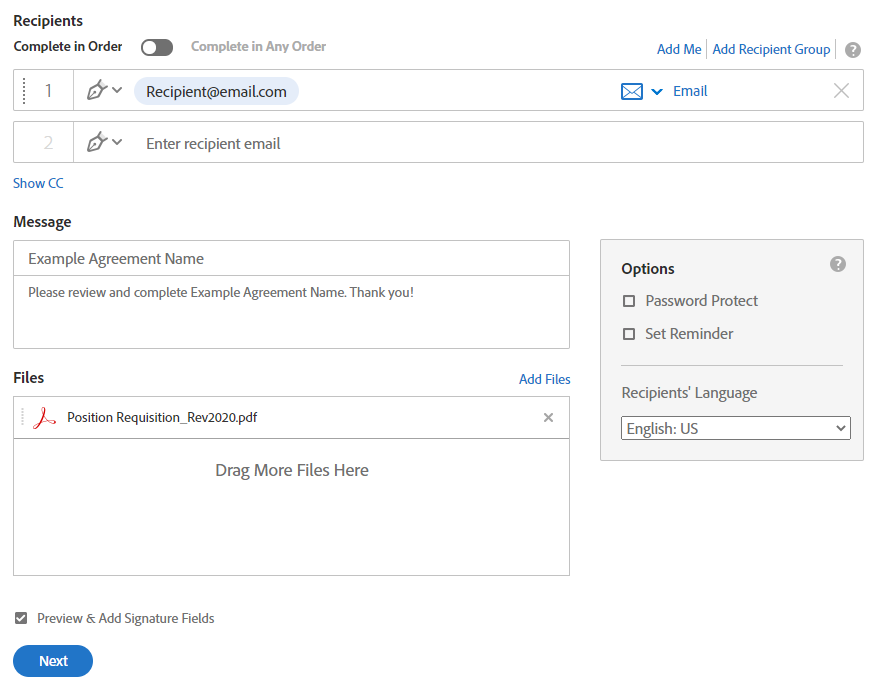 Recipients
Complete in Order Complete in Any Order
Add Me Add Recipient Group ?
1 Recipient@email.com Email
2 Enter recipient email
Show CC
Message
Example Agreement Name
Please review and complete Example Agreement Name. Thank you!
Options ?
Password Protect
Set Reminder
Recipients' Language
English: US
Files Add Files
Position Requisition_Rev2020.pdf
Drag More Files Here
Preview & Add Signature Fields
Next